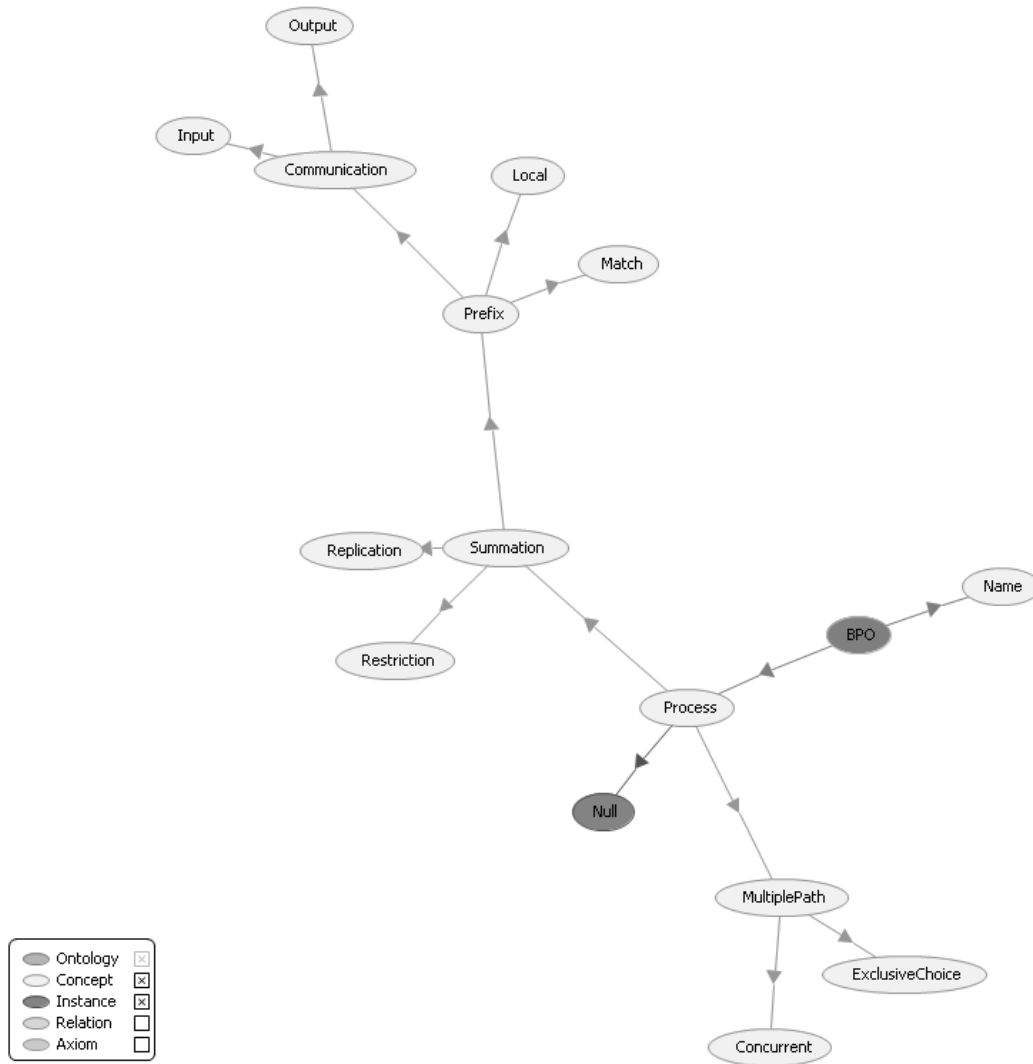 Output
Input
Communication
Local
Match
Prefix
Replication
Summation
Name
BPO
Restriction
Process
Null
MultiplePath
ExclusiveChoice
Concurrent
Ontology
Concept
Instance
Relation
Axiom